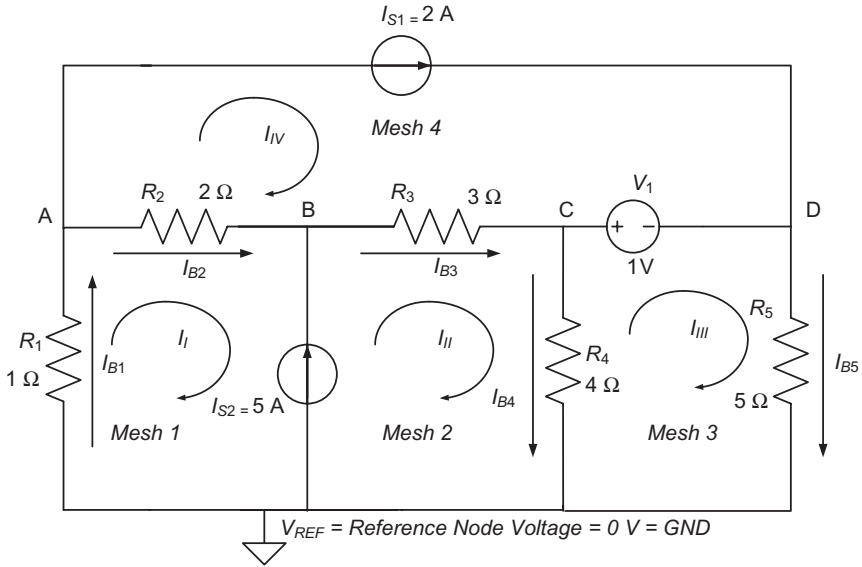 I_S1 = 2 A
Mesh 4
I_IV
R_2 2 Ω
R_3 3 Ω
V_1
A
B
C
+ −
D
1V
I_B2
I_B3
R_1
1 Ω
I_B1
I_I
I_II
I_III
R_5
5 Ω
I_B5
R_4
4 Ω
I_B4
I_S2 = 5 A
Mesh 1
Mesh 2
Mesh 3
V_REF = Reference Node Voltage = 0 V = GND